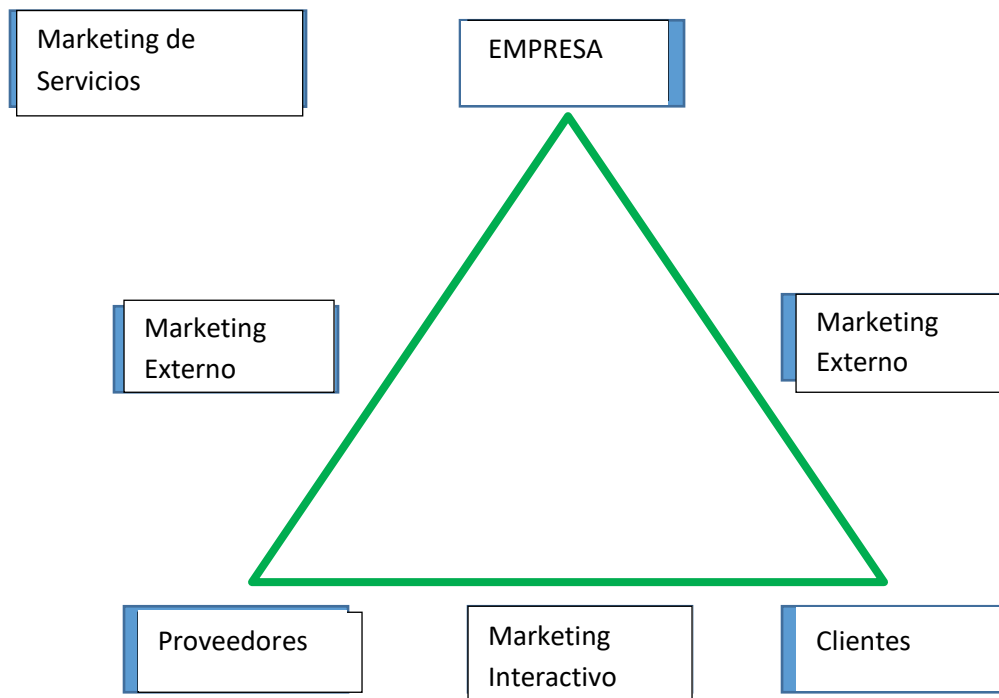 Marketing de
Servicios
EMPRESA
Marketing
Externo
Marketing
Externo
Proveedores
Marketing
Interactivo
Clientes